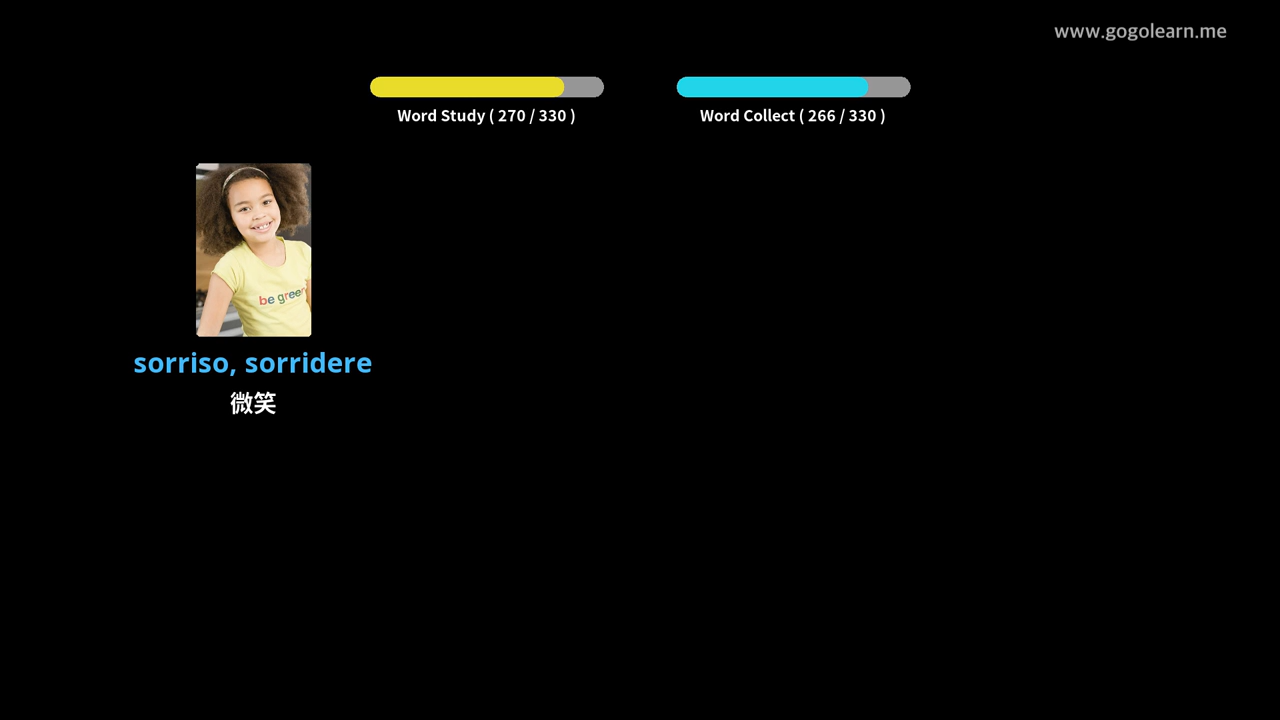 www.gogolearn.me
Word Study ( 270 / 330 )
Word Collect ( 266 / 330 )
be green
sorriso, sorridere
微笑